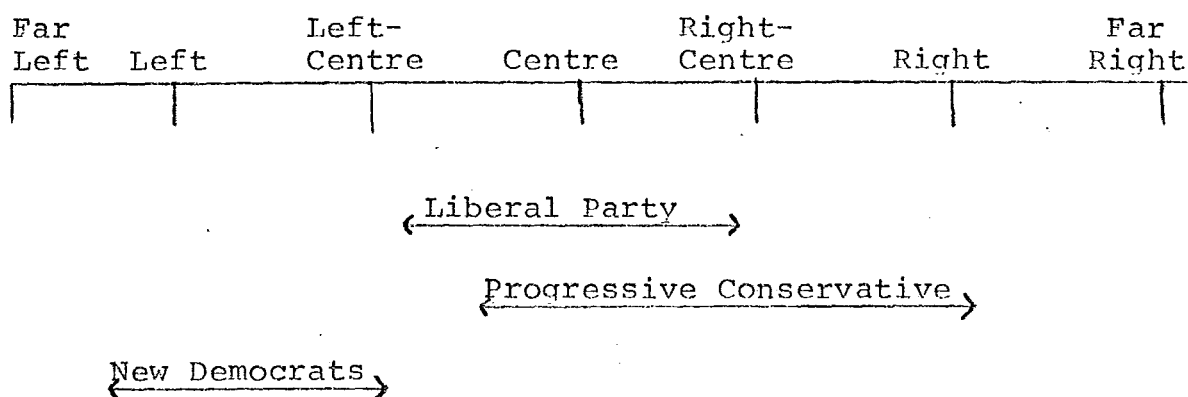 Far Left- Right- Far
Left Left Centre Centre Centre Right Right
Liberal Party
Progressive Conservative
New Democrats